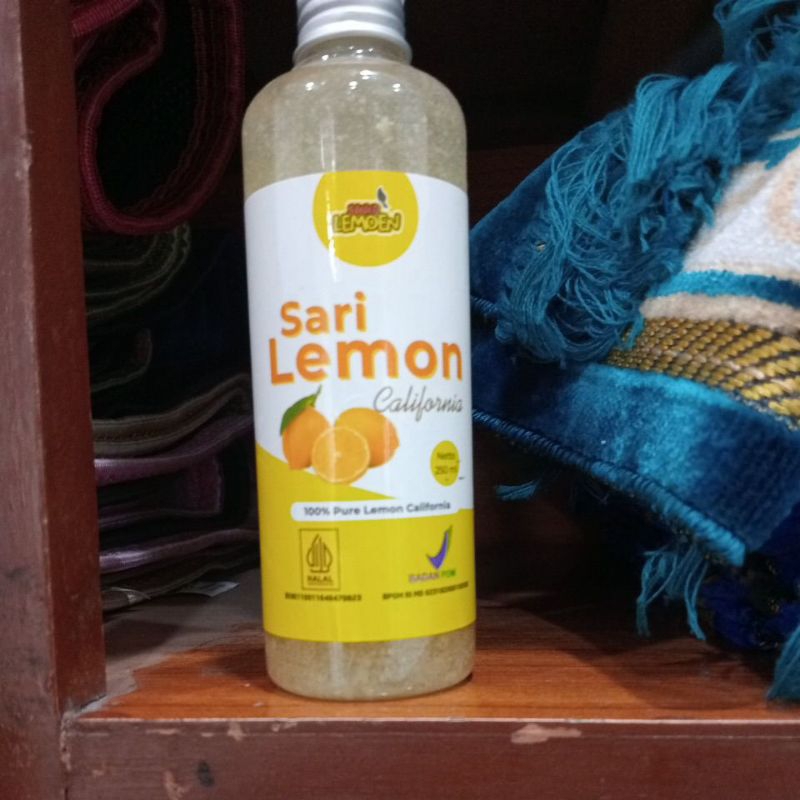 LEMOEN
Sari
Lemon
California
Netto
250 ml
100% Pure Lemon California
HALAL
BADAN POM